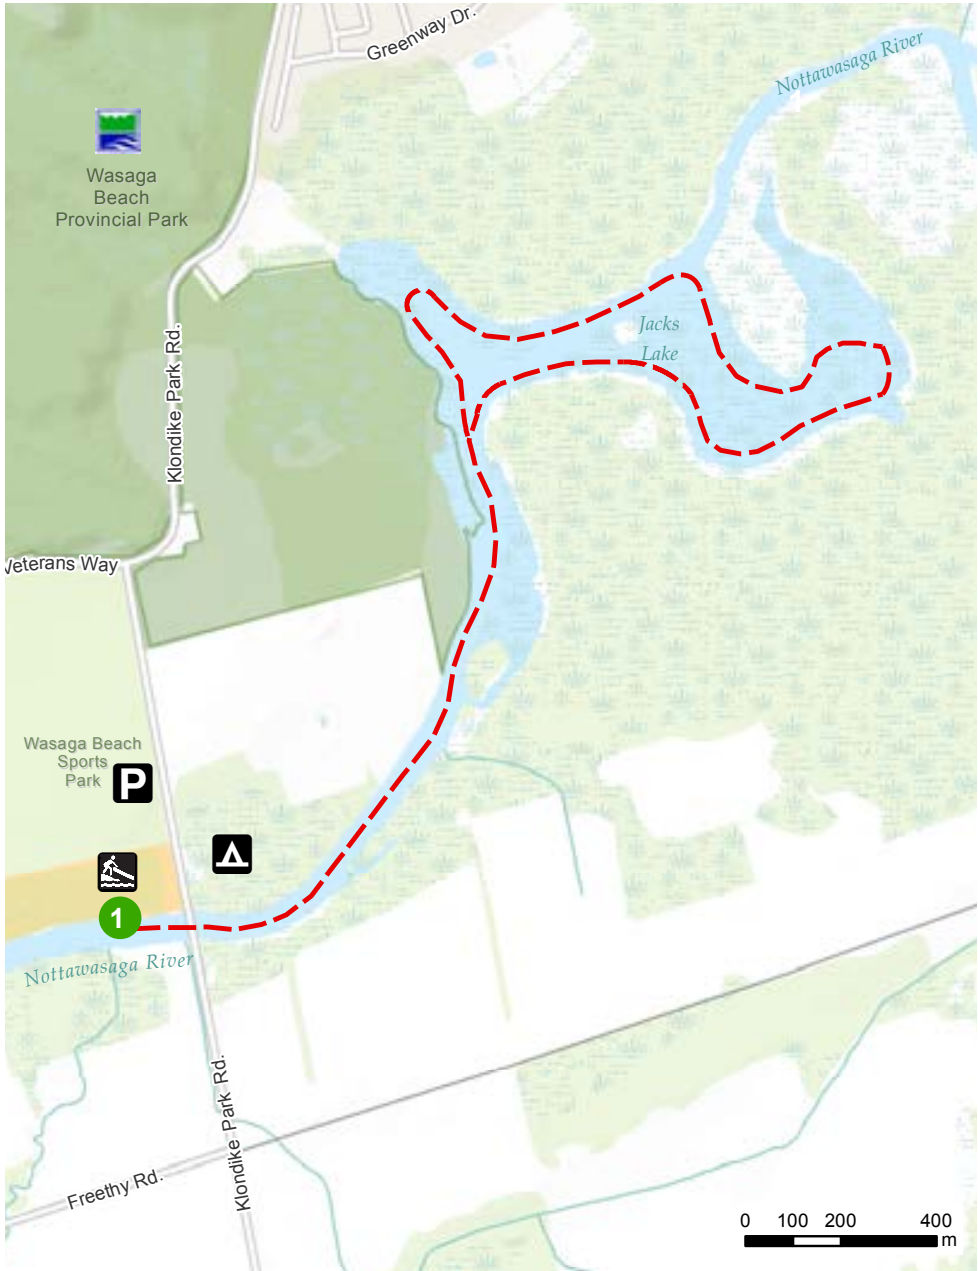 Greenway Dr.
Nottawasaga River
Wasaga
Beach
Provincial Park
Jacks
Lake
Klondike Park Rd.
Veterans Way
Wasaga Beach
Sports
Park
P
1
Nottawasaga River
Klondike Park Rd.
Freethy Rd.
0 100 200 400
m